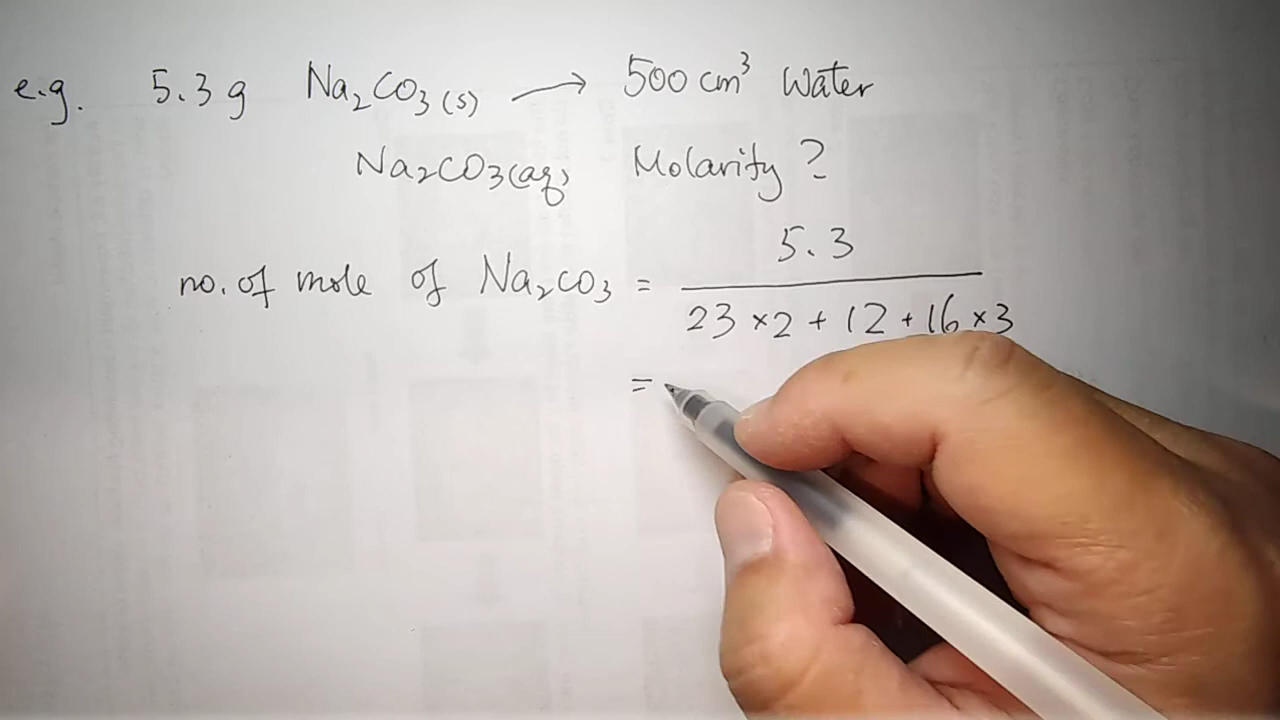 e.g. 5.3 g Na₂CO₃(s) → 500 cm³ Water
Na₂CO₃(aq) Molarity?
5.3
no. of mole of Na₂CO₃ =
23 × 2 + 12 + 16 × 3
=